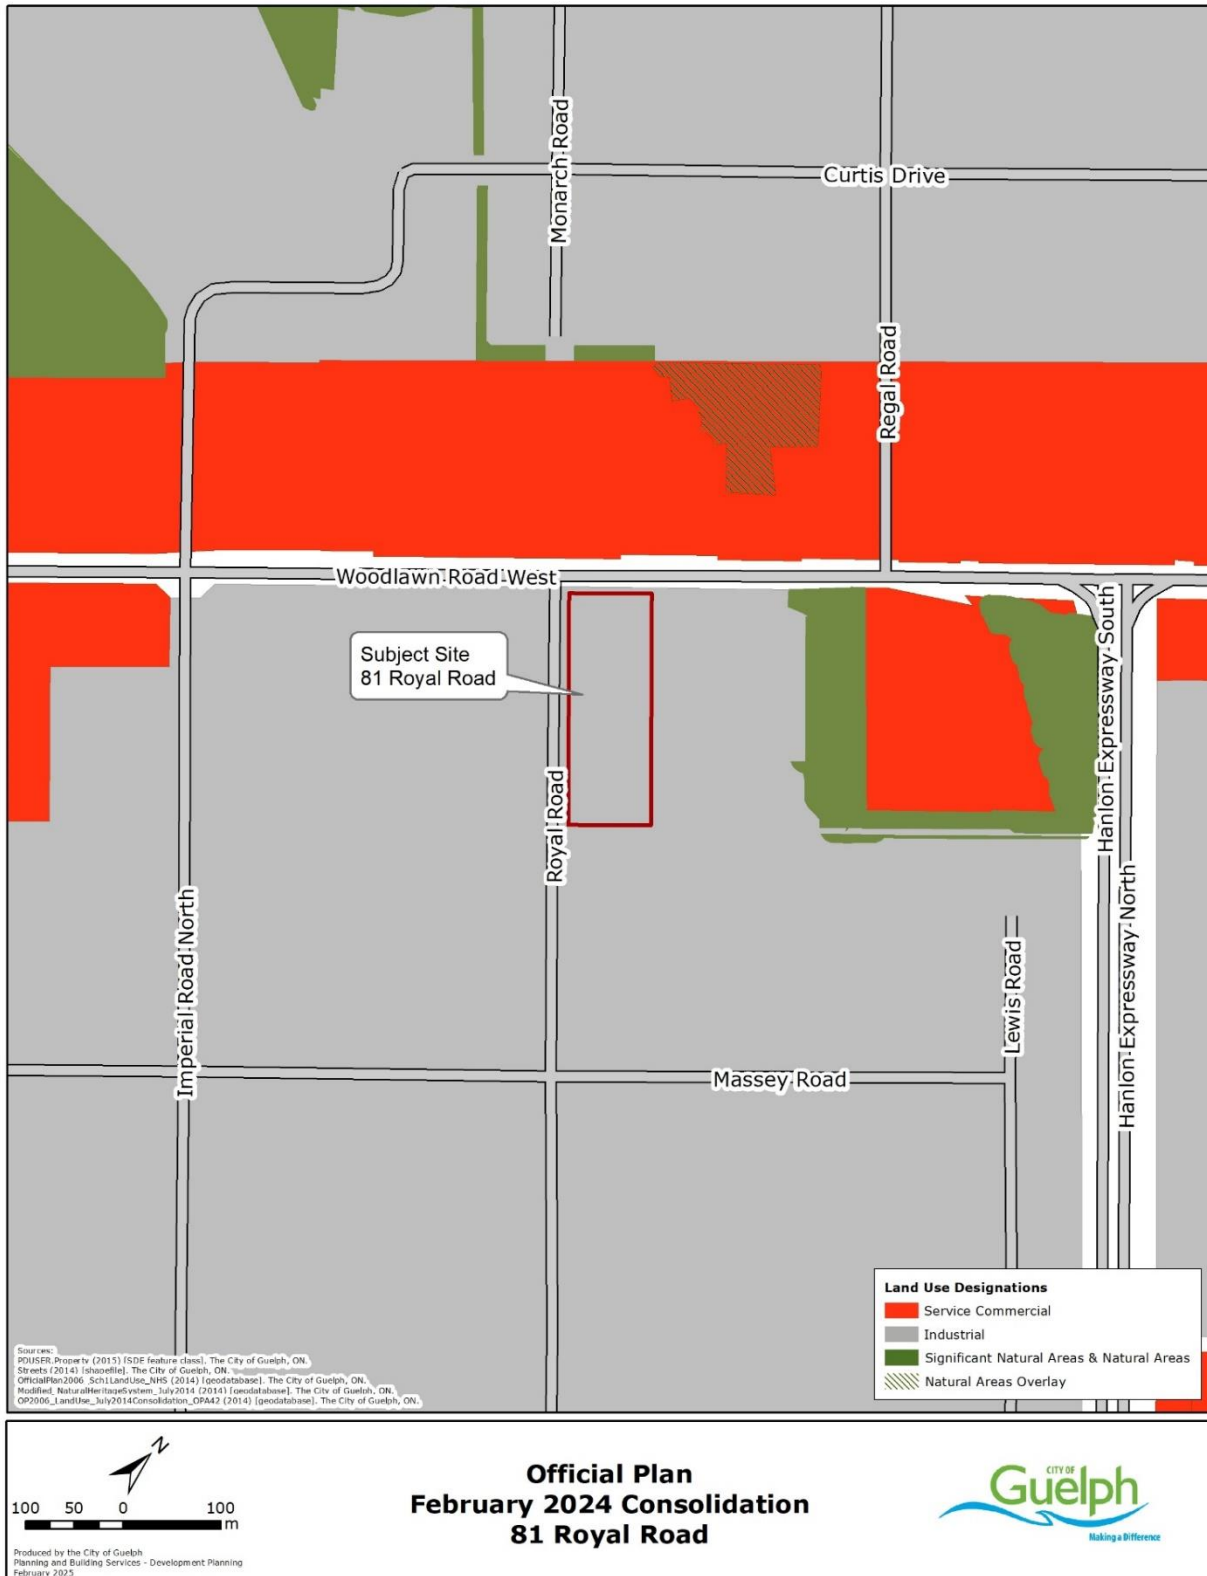 Monarch Road
Curtis Drive
Regal Road
Woodlawn Road West
Subject Site
81 Royal Road
Royal Road
Imperial Road North
Hanlon Expressway South
Hanlon Expressway North
Lewis Road
Massey Road
Land Use Designations
Service Commercial
Industrial
Significant Natural Areas & Natural Areas
Natural Areas Overlay
Sources:
PDUSER.Property (2015) [SDE feature class]. The City of Guelph, ON.
Streets (2014) [shapefile]. The City of Guelph, ON.
OfficialPlan2006_Sch1LandUse_NHS (2014) [geodatabase]. The City of Guelph, ON.
Modified_NaturalHeritageSystem_July2014 (2014) [geodatabase]. The City of Guelph, ON.
OP2006_LandUse_July2014Consolidation_OPA42 (2014) [geodatabase]. The City of Guelph, ON.
N
100 50 0 100
m
Produced by the City of Guelph
Planning and Building Services - Development Planning
February 2025
Official Plan
February 2024 Consolidation
81 Royal Road
CITY OF
Guelph
Making a Difference